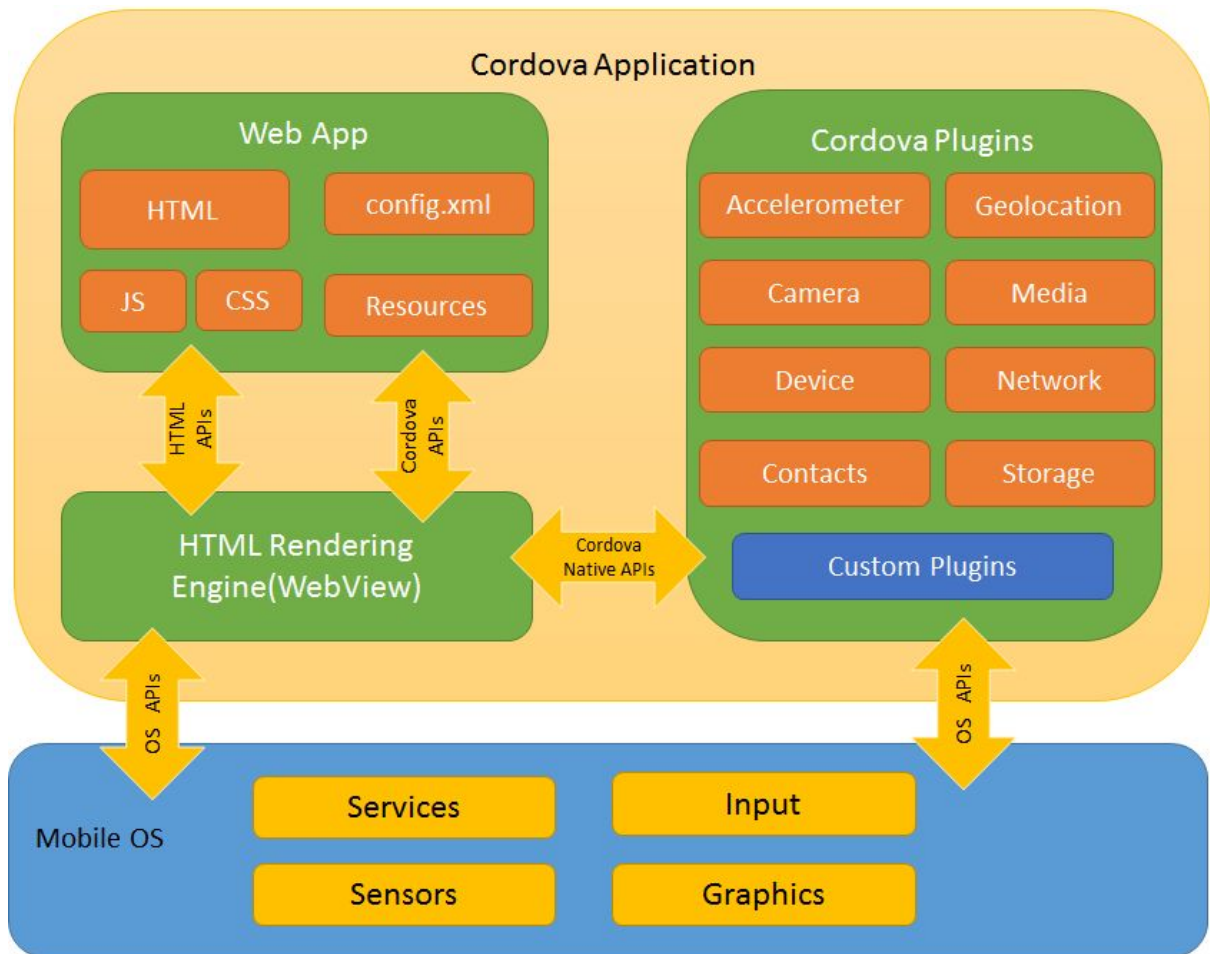 Cordova Application
Web App
HTML
config.xml
JS
CSS
Resources
HTML
APIs
Cordova
APIs
HTML Rendering
Engine(WebView)
Cordova
Native APIs
Cordova Plugins
Accelerometer
Geolocation
Camera
Media
Device
Network
Contacts
Storage
Custom Plugins
OS APIs
OS APIs
Mobile OS
Services
Input
Sensors
Graphics